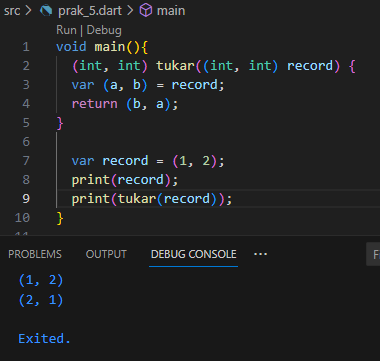 src > prak_5.dart > main
Run | Debug
1 void main(){
2 (int, int) tukar((int, int) record) {
3 var (a, b) = record;
4 return (b, a);
5 }
6
7 var record = (1, 2);
8 print(record);
9 print(tukar(record));
10 }
11
PROBLEMS OUTPUT DEBUG CONSOLE ··· F
(1, 2)
(2, 1)
Exited.